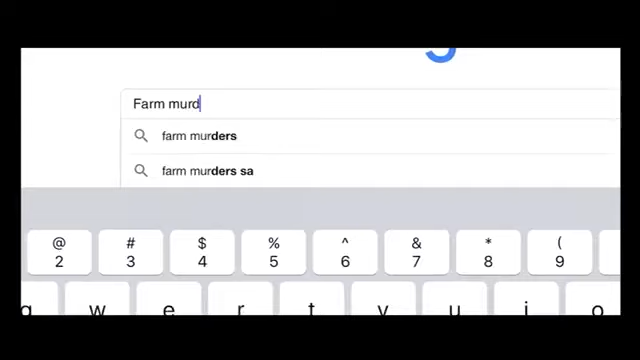 Farm murd
farm murders
farm murders sa
@ # $ % ^ & * (
2 3 4 5 6 7 8 9
q w e r t y u i o